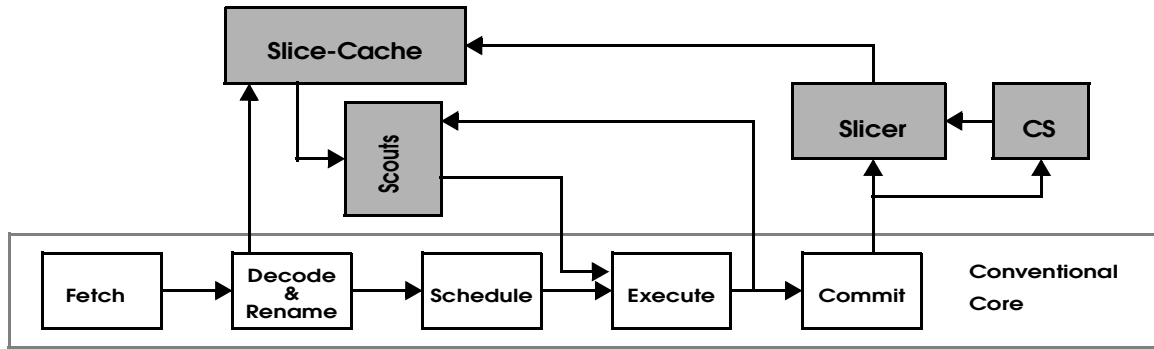 Slice-Cache
Scouts
Slicer
CS
Fetch
Decode
&
Rename
Schedule
Execute
Commit
Conventional
Core